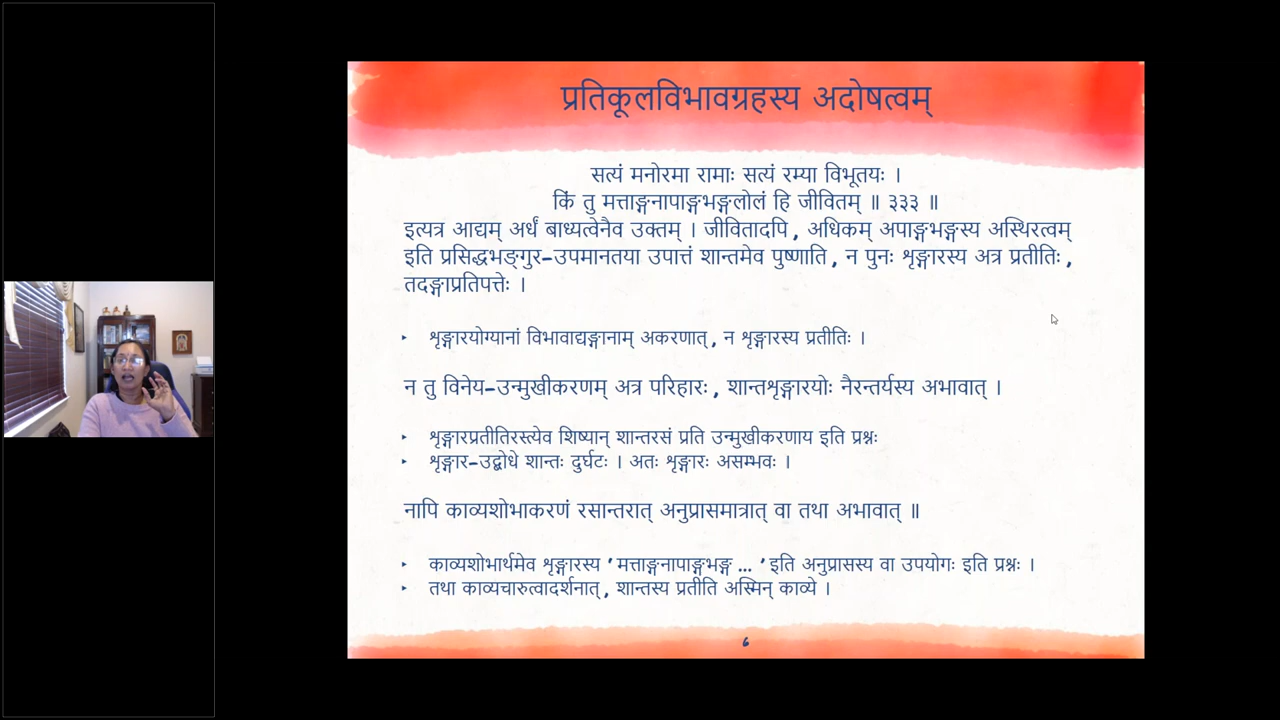 प्रतिकूलविभावग्रहस्य अदोषत्वम्
सत्यं मनोरमा रामाः सत्यं रम्या विभूतयः ।
किं तु मत्ताङ्गनापाङ्गभङ्गलोलं हि जीवितम् ॥ ३३३ ॥
इत्यत्र आद्यम् अर्धं बाध्यत्वेनैव उक्तम् । जीवितादपि , अधिकम् अपाङ्गभङ्गस्य अस्थिरत्वम्
इति प्रसिद्धभङ्गुर-उपमानतया उपात्तं शान्तमेव पुष्णाति , न पुनः शृङ्गारस्य अत्र प्रतीतिः ,
तदङ्गाप्रतिपत्तेः ।
‣ शृङ्गारयोग्यानां विभावाद्यङ्गानाम् अकरणात् , न शृङ्गारस्य प्रतीतिः ।
न तु विनेय-उन्मुखीकरणम् अत्र परिहारः , शान्तशृङ्गारयोः नैरन्तर्यस्य अभावात् ।
‣ शृङ्गारप्रतीतिरस्त्येव शिष्यान् शान्तरसं प्रति उन्मुखीकरणाय इति प्रश्नः
‣ शृङ्गार-उद्बोधे शान्तः दुर्घटः । अतः शृङ्गारः असम्भवः ।
नापि काव्यशोभाकरणं रसान्तरात् अनुप्रासमात्रात् वा तथा अभावात् ॥
‣ काव्यशोभार्थमेव शृङ्गारस्य ’ मत्ताङ्गनापाङ्गभङ्ग ... ’ इति अनुप्रासस्य वा उपयोगः इति प्रश्नः ।
‣ तथा काव्यचारुत्वादर्शनात् , शान्तस्य प्रतीति अस्मिन् काव्ये ।
6